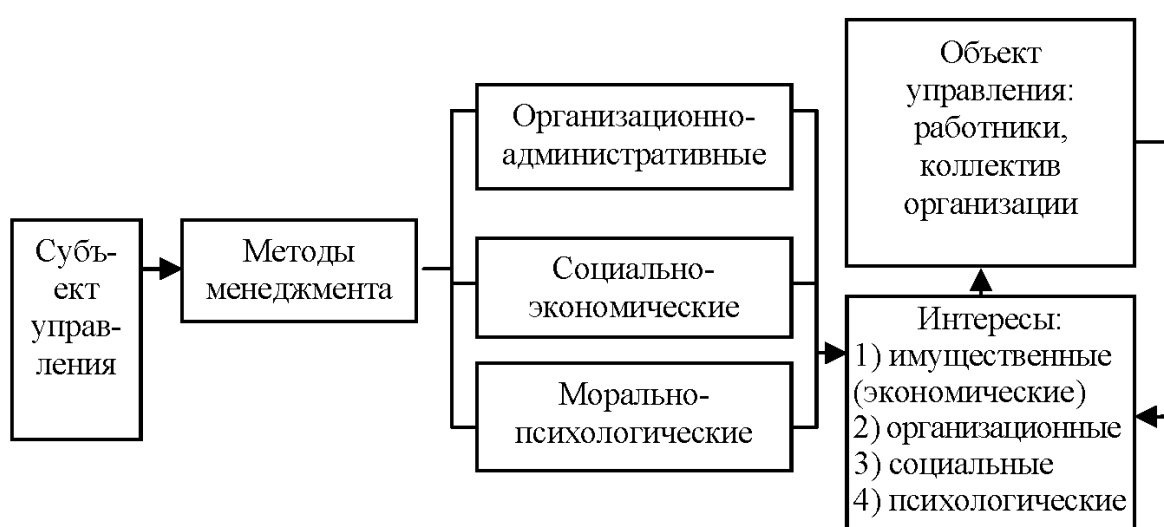 Субъ-
ект
управ-
ления
Методы
менеджмента
Организационно-
административные
Социально-
экономические
Морально-
психологические
Объект
управления:
работники,
коллектив
организации
Интересы:
1) имущественные
(экономические)
2) организационные
3) социальные
4) психологические